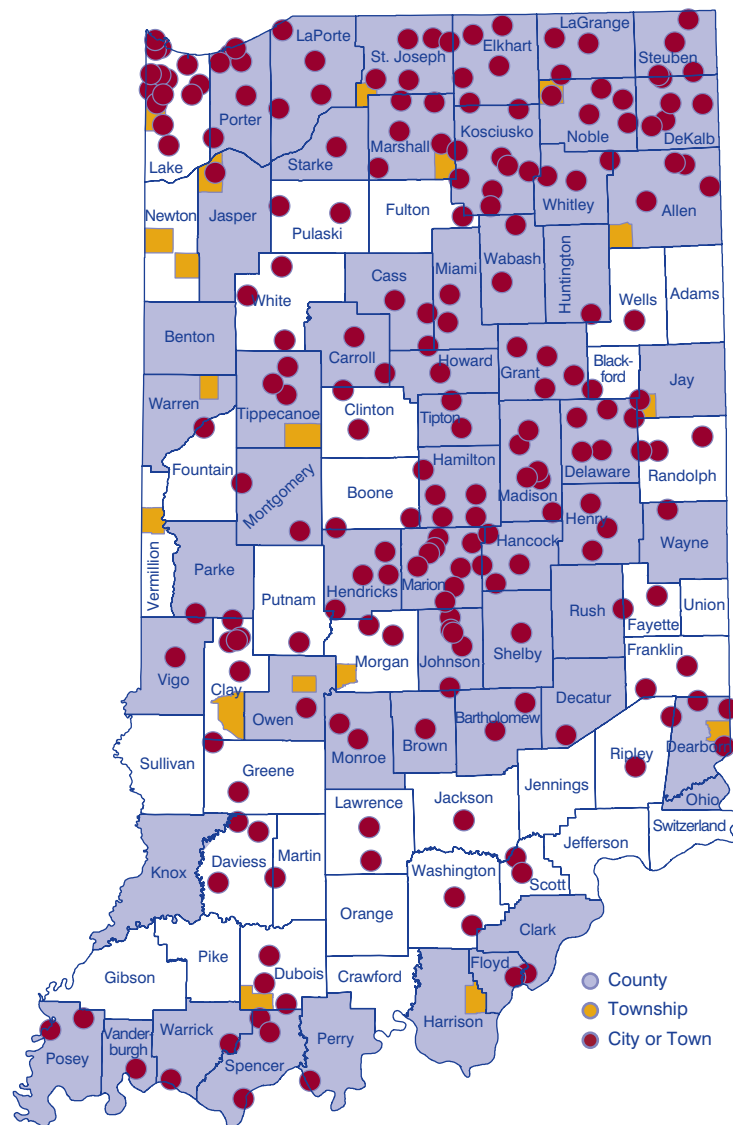 LaGrange
LaPorte
Elkhart
St. Joseph
Steuben
Porter
Kosciusko
Noble
DeKalb
Marshall
Lake
Starke
Newton
Jasper
Fulton
Whitley
Allen
Pulaski
Wabash
Huntington
Miami
Cass
White
Wells
Adams
Benton
Carroll
Howard
Grant
Black-
ford
Jay
Warren
Tippecanoe
Clinton
Tipton
Hamilton
Fountain
Delaware
Randolph
Montgomery
Boone
Madison
Henry
Hancock
Wayne
Vermillion
Parke
Hendricks
Marion
Putnam
Rush
Fayette
Union
Franklin
Shelby
Johnson
Morgan
Vigo
Clay
Owen
Decatur
Bartholomew
Brown
Monroe
Dearborn
Ripley
Sullivan
Greene
Jennings
Ohio
Lawrence
Jackson
Switzerland
Jefferson
Martin
Daviess
Knox
Washington
Scott
Orange
Clark
Pike
Floyd
Gibson
Dubois
Crawford
County
Township
City or Town
Harrison
Warrick
Vander-
burgh
Perry
Posey
Spencer